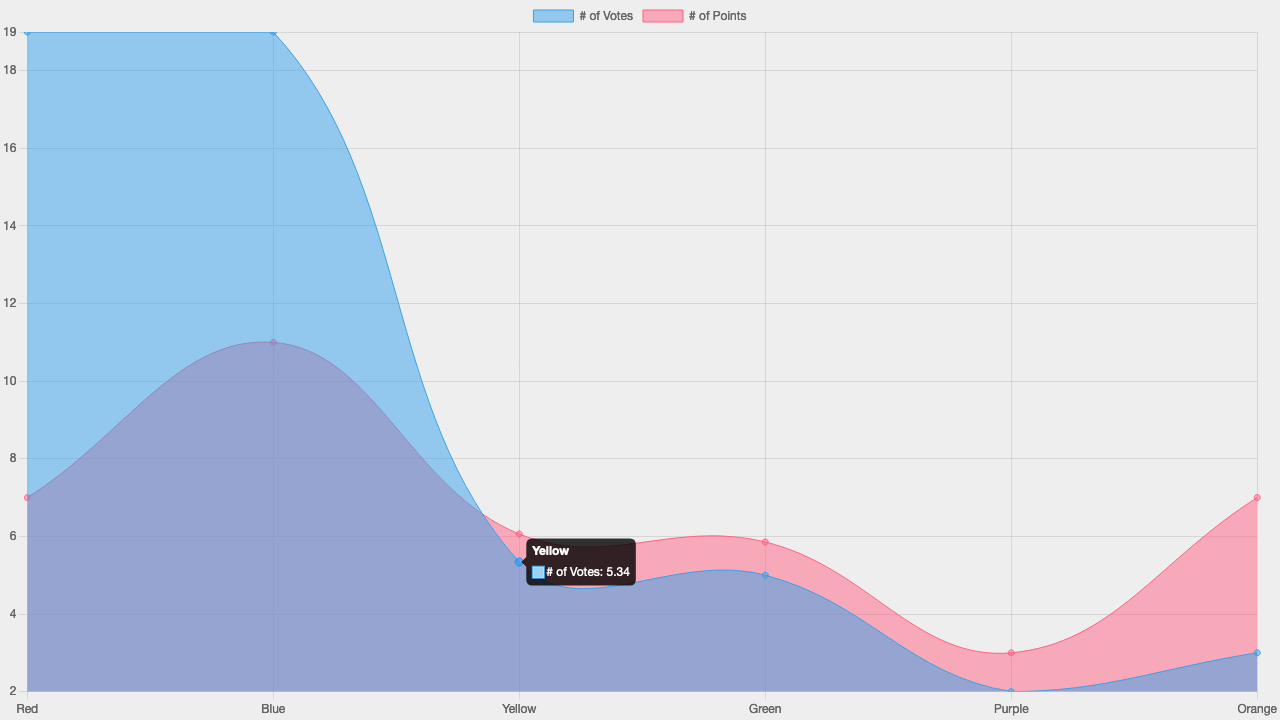 # of Votes # of Points
19
18
16
14
12
10
8
6
4
2
Yellow
# of Votes: 5.34
Red Blue Yellow Green Purple Orange